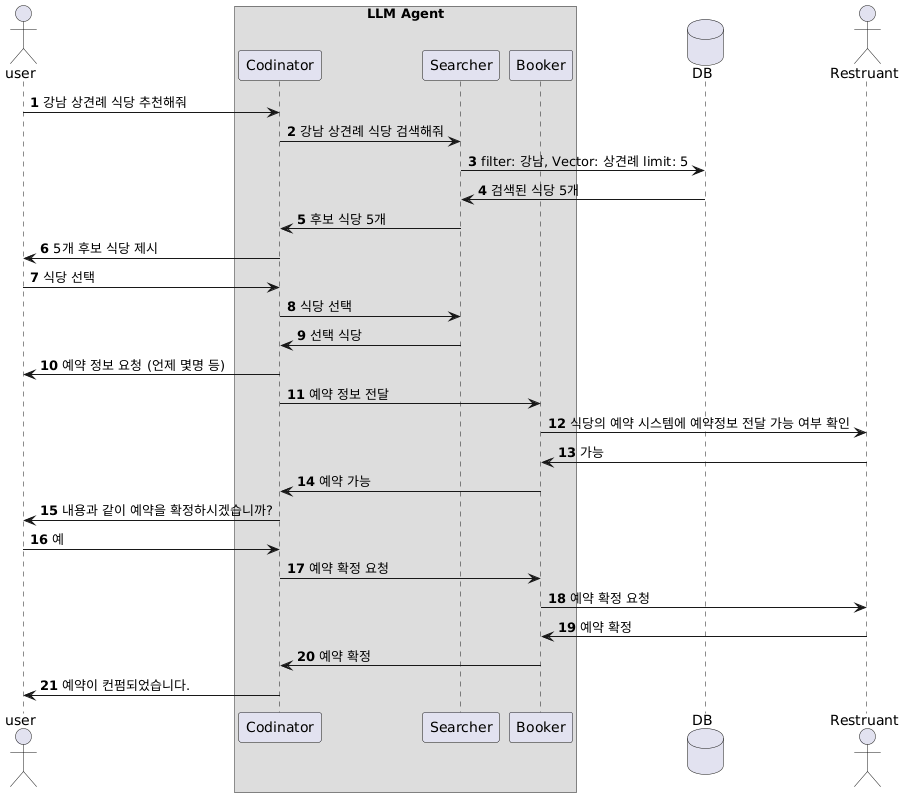 LLM Agent
user
Codinator
Searcher
Booker
DB
Restruant
1 강남 상견례 식당 추천해줘
2 강남 상견례 식당 검색해줘
3 filter: 강남, Vector: 상견례 limit: 5
4 검색된 식당 5개
5 후보 식당 5개
6 5개 후보 식당 제시
7 식당 선택
8 식당 선택
9 선택 식당
10 예약 정보 요청 (언제 몇명 등)
11 예약 정보 전달
12 식당의 예약 시스템에 예약정보 전달 가능 여부 확인
13 가능
14 예약 가능
15 내용과 같이 예약을 확정하시겠습니까?
16 예
17 예약 확정 요청
18 예약 확정 요청
19 예약 확정
20 예약 확정
21 예약이 컨펌되었습니다.
user
Codinator
Searcher
Booker
DB
Restruant